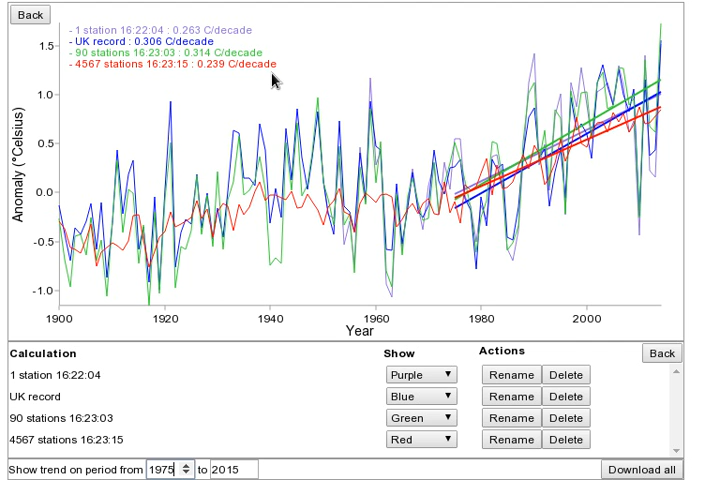 Back
- 1 station 16:22:04 : 0.263 C/decade
- UK record : 0.306 C/decade
- 90 stations 16:23:03 : 0.314 C/decade
- 4567 stations 16:23:15 : 0.239 C/decade
Anomaly (°Celsius)
1.5
1.0
0.5
0.0
-0.5
-1.0
1900 1920 1940 1960 1980 2000
Year
Calculation Show Actions Back
1 station 16:22:04 Purple Rename Delete
UK record Blue Rename Delete
90 stations 16:23:03 Green Rename Delete
4567 stations 16:23:15 Red Rename Delete
Show trend on period from 1975 to 2015 Download all